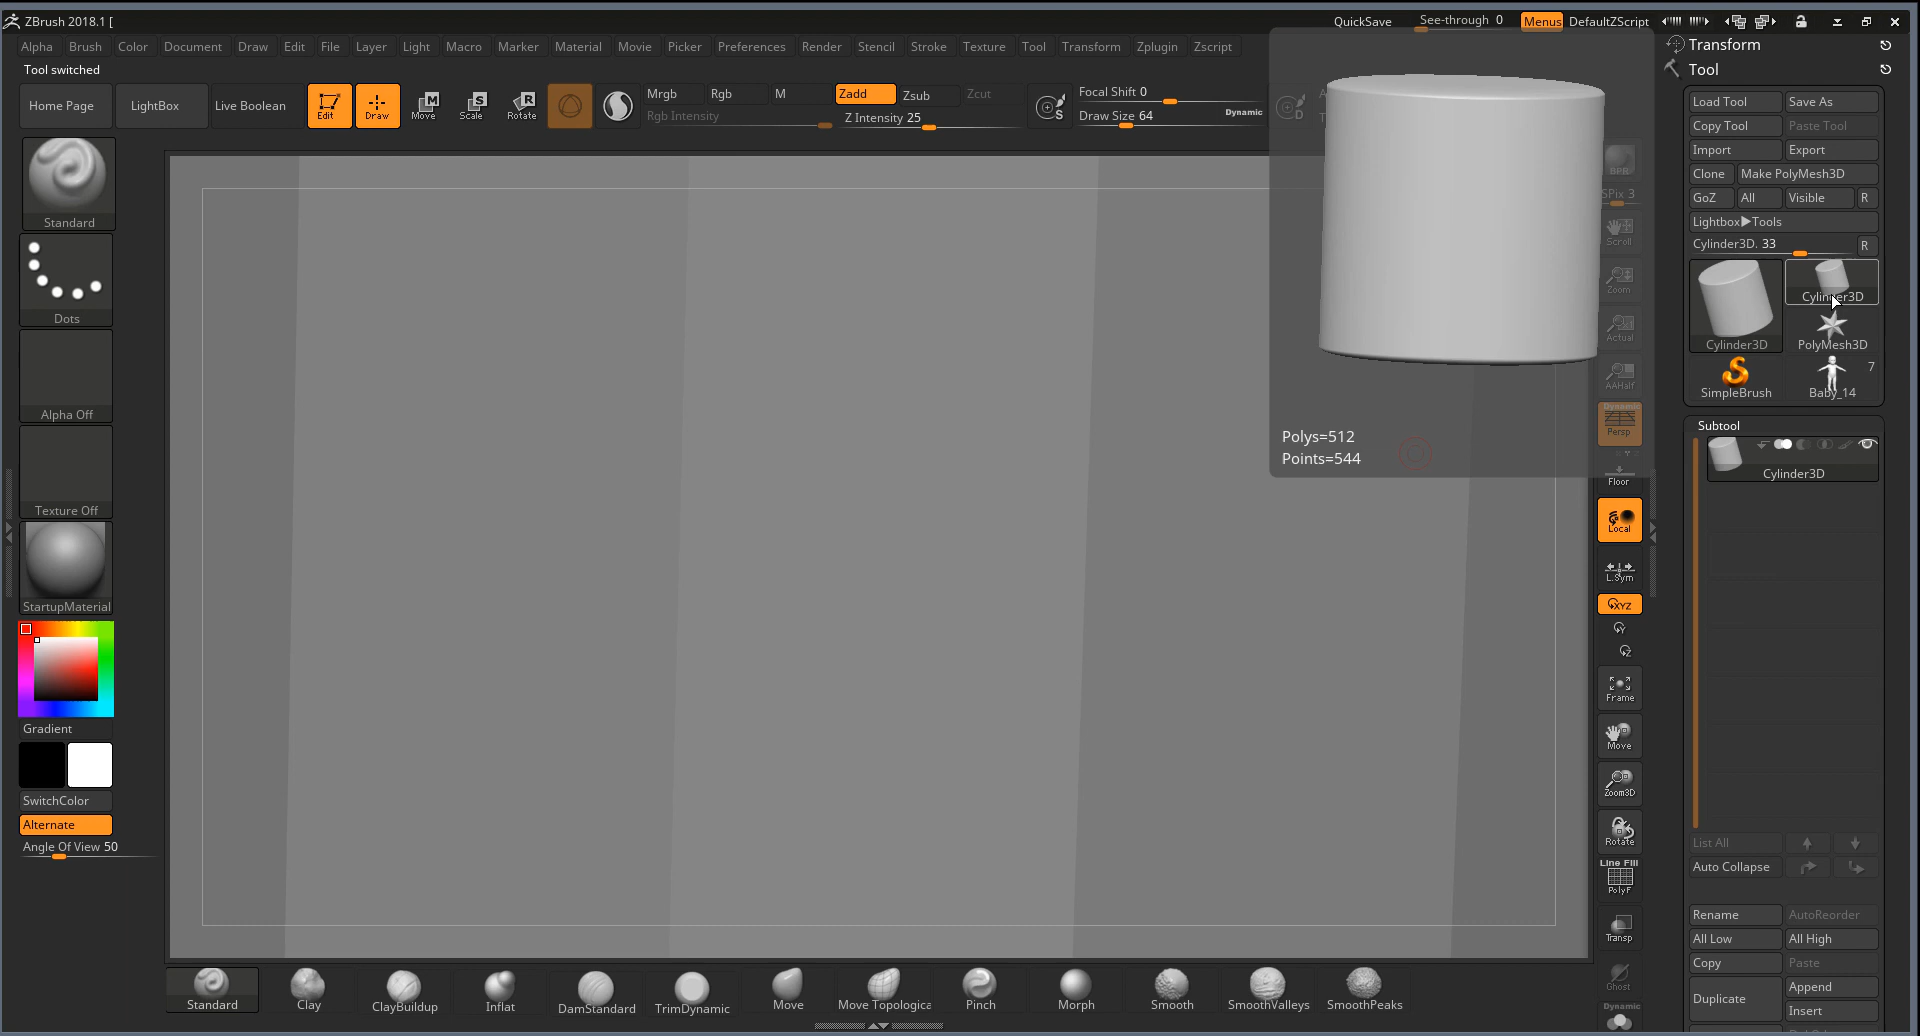 ZBrush 2018.1 [
QuickSave
See-through 0
Menus
DefaultZScript
Alpha Brush Color Document Draw Edit File Layer Light Macro Marker Material Movie Picker Preferences Render Stencil Stroke Texture Tool Transform Zplugin Zscript
Tool switched
Home Page
LightBox
Live Boolean
Edit
Draw
Move
Scale
Rotate
Mrgb
Rgb
M
Zadd
Zsub
Zcut
Rgb Intensity
Z Intensity 25
Focal Shift 0
Draw Size 64
Dynamic
Standard
Dots
Alpha Off
Texture Off
StartupMaterial
Gradient
SwitchColor
Alternate
Angle Of View 50
Polys=512
Points=544
BPR
SPix 3
Scroll
Zoom
Actual
AAHalf
Dynamic
Persp
Floor
Local
L.Sym
XYZ
Y
Z
Frame
Move
Zoom3D
Rotate
Line Fill
PolyF
Transp
Ghost
Dynamic
Transform
Tool
Load Tool
Save As
Copy Tool
Paste Tool
Import
Export
Clone
Make PolyMesh3D
GoZ
All
Visible
R
Lightbox▶Tools
Cylinder3D. 33
R
Cylinder3D
Cylinder3D
PolyMesh3D
SimpleBrush
7
Baby_14
Subtool
Cylinder3D
List All
Auto Collapse
Rename
AutoReorder
All Low
All High
Copy
Paste
Duplicate
Append
Insert
Standard
Clay
ClayBuildup
Inflat
DamStandard
TrimDynamic
Move
Move Topologica
Pinch
Morph
Smooth
SmoothValleys
SmoothPeaks